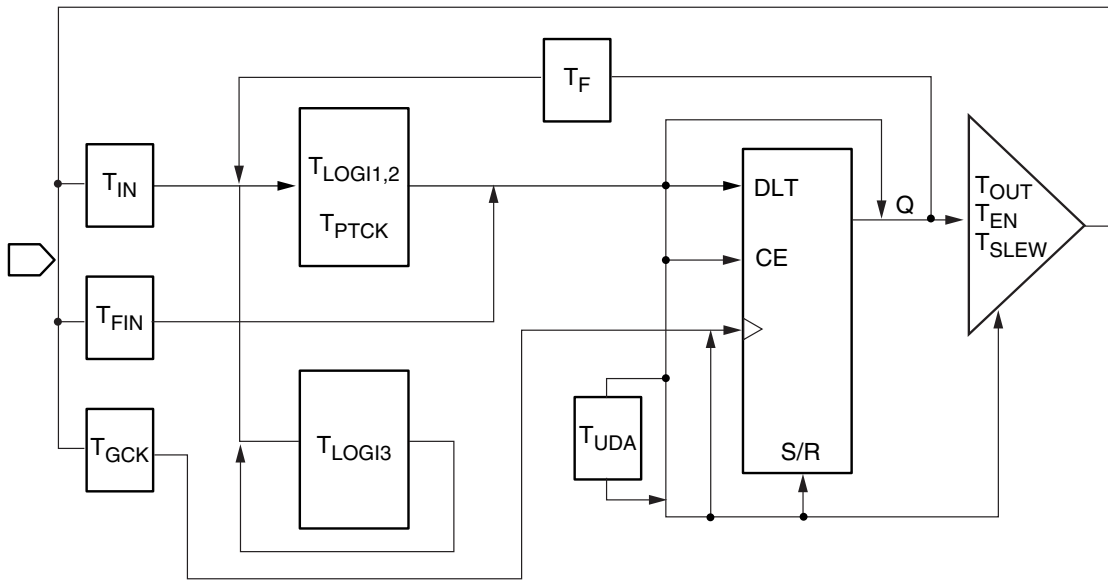 T_F
T_IN
T_LOGI1,2
T_PTCK
DLT
Q
T_OUT
T_EN
T_SLEW
CE
T_FIN
T_GCK
T_LOGI3
T_UDA
S/R